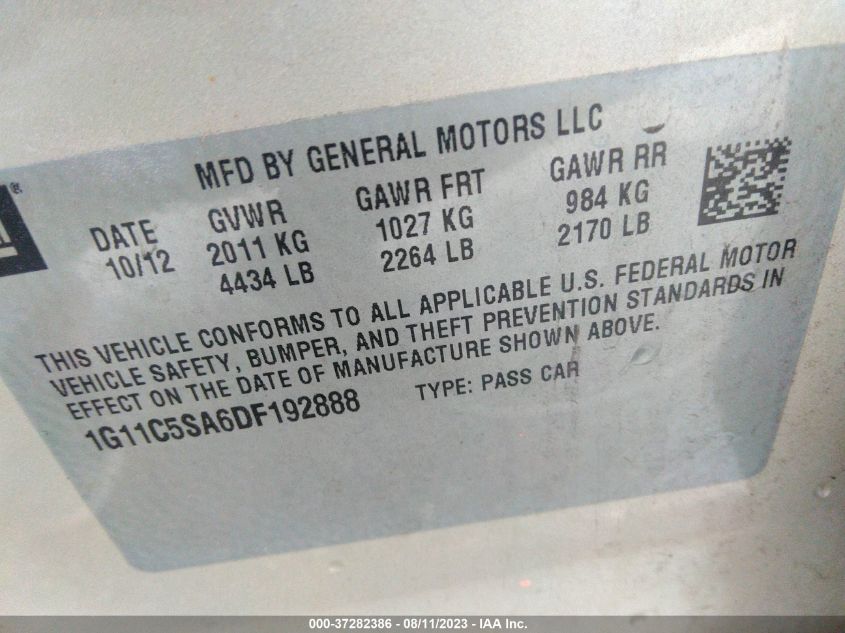 MFD BY GENERAL MOTORS LLC
DATE GVWR GAWR FRT GAWR RR
10/12 2011 KG 1027 KG 984 KG
4434 LB 2264 LB 2170 LB
THIS VEHICLE CONFORMS TO ALL APPLICABLE U.S. FEDERAL MOTOR
VEHICLE SAFETY, BUMPER, AND THEFT PREVENTION STANDARDS IN
EFFECT ON THE DATE OF MANUFACTURE SHOWN ABOVE.
1G11C5SA6DF192888 TYPE: PASS CAR
000-37282386 - 08/11/2023 - IAA Inc.